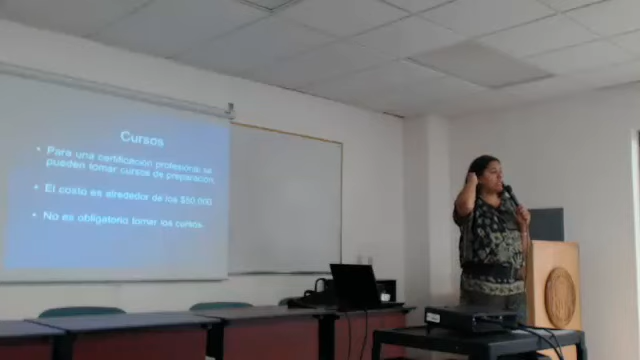 Cursos
• Para una certificación profesional se
pueden tomar cursos de preparación.
• El costo es alrededor de los $50,000
• No es obligatorio tomar los cursos.